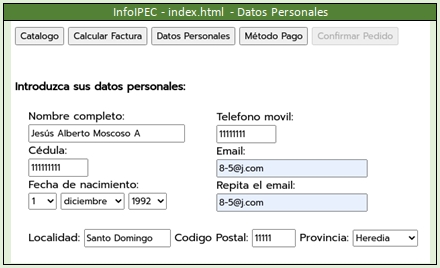 InfoIPEC - index.html - Datos Personales
Catalogo Calcular Factura Datos Personales Método Pago Confirmar Pedido
Introduzca sus datos personales:
Nombre completo: Telefono movil:
Jesús Alberto Moscoso A 11111111
Cédula: Email:
111111111 8-5@j.com
Fecha de nacimiento: Repita el email:
1 diciembre 1992 8-5@j.com
Localidad: Santo Domingo Codigo Postal: 11111 Provincia: Heredia